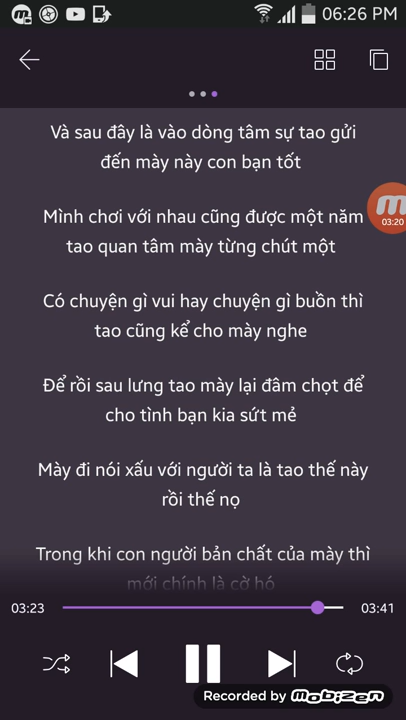 06:26 PM
Và sau đây là vào dòng tâm sự tao gửi
đến mày này con bạn tốt
Mình chơi với nhau cũng được một năm
tao quan tâm mày từng chút một
03:20
Có chuyện gì vui hay chuyện gì buồn thì
tao cũng kể cho mày nghe
Để rồi sau lưng tao mày lại đâm chọt để
cho tình bạn kia sứt mẻ
Mày đi nói xấu với người ta là tao thế này
rồi thế nọ
Trong khi con người bản chất của mày thì
mới chính là cờ hó
03:23
03:41
Recorded by mobizen